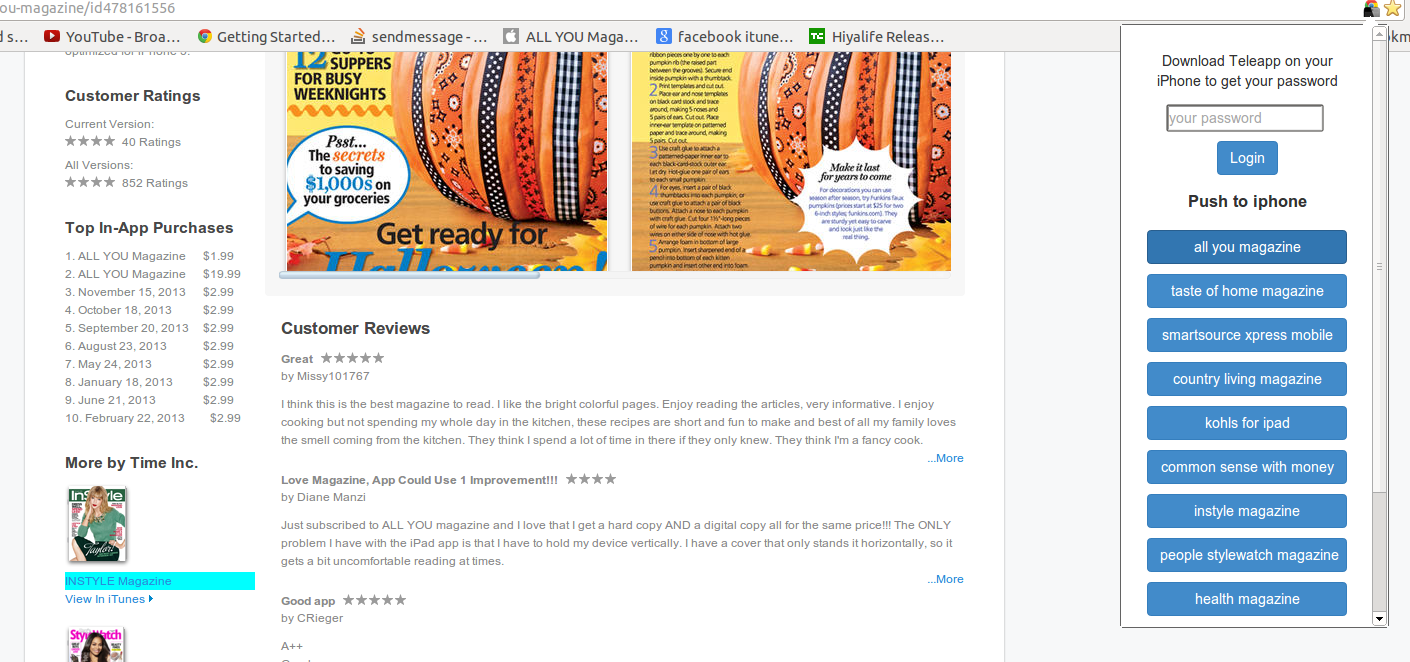 ou-magazine/id478161556
d s…
YouTube - Broa…
Getting Started…
sendmessage - …
ALL YOU Maga…
facebook itune…
Hiyalife Releas…
Customer Ratings
Current Version:
★★★★ 40 Ratings
All Versions:
★★★★ 852 Ratings
Top In-App Purchases
1. ALL YOU Magazine $1.99
2. ALL YOU Magazine $19.99
3. November 15, 2013 $2.99
4. October 18, 2013 $2.99
5. September 20, 2013 $2.99
6. August 23, 2013 $2.99
7. May 24, 2013 $2.99
8. January 18, 2013 $2.99
9. June 21, 2013 $2.99
10. February 22, 2013 $2.99
More by Time Inc.
InStyle
Taylor
INSTYLE Magazine
View In iTunes
StyleWatch
12
SUPPERS
FOR BUSY
WEEKNIGHTS
Psst...
The secrets
to saving
$1,000s on
your groceries
Get ready for
Halloween!
ribbon pieces one by one to each
pumpkin rib (the raised part
between the grooves). Secure end
inside pumpkin with a thumbtack.
2 Print templates and cut out.
Place ear and nose templates
on black card stock and trace
around, making 5 noses and
5 pairs of ears. Cut out. Place
inner-ear template on patterned
paper and trace around, making
5 pairs. Cut out.
3 Use craft glue to attach a
patterned-paper inner ear to
each black-card-stock outer ear.
Let dry. Hot-glue one pair of ears
to each small pumpkin.
4 For eyes, insert a pair of black
thumbtacks into each pumpkin, or
use craft glue to attach a pair of black
buttons. Attach a nose to each pumpkin
with craft glue. Cut four 1½"-long pieces
of wire for each pumpkin. Attach two
wires on either side of nose with hot glue.
5 Arrange foam in bottom of large
pumpkin. Insert sharpened end of a
pencil into bottom of each kitten
pumpkin and insert other end into foam
Make it last
for years to come
For decorations you can use
season after season, try Funkins faux
pumpkins (prices start at $25 for two
6-inch styles; funkins.com). They
are sturdy yet easy to carve
and look just like the
real thing.
Customer Reviews
Great ★★★★★
by Missy101767
I think this is the best magazine to read. I like the bright colorful pages. Enjoy reading the articles, very informative. I enjoy
cooking but not spending my whole day in the kitchen, these recipes are short and fun to make and best of all my family loves
the smell coming from the kitchen. They think I spend a lot of time in there if they only knew. They think I'm a fancy cook.
...More
Love Magazine, App Could Use 1 Improvement!!! ★★★★
by Diane Manzi
Just subscribed to ALL YOU magazine and I love that I get a hard copy AND a digital copy all for the same price!!! The ONLY
problem I have with the iPad app is that I have to hold my device vertically. I have a cover that only stands it horizontally, so it
gets a bit uncomfortable reading at times.
...More
Good app ★★★★★
by CRieger
A++
Download Teleapp on your
iPhone to get your password
your password
Login
Push to iphone
all you magazine
taste of home magazine
smartsource xpress mobile
country living magazine
kohls for ipad
common sense with money
instyle magazine
people stylewatch magazine
health magazine